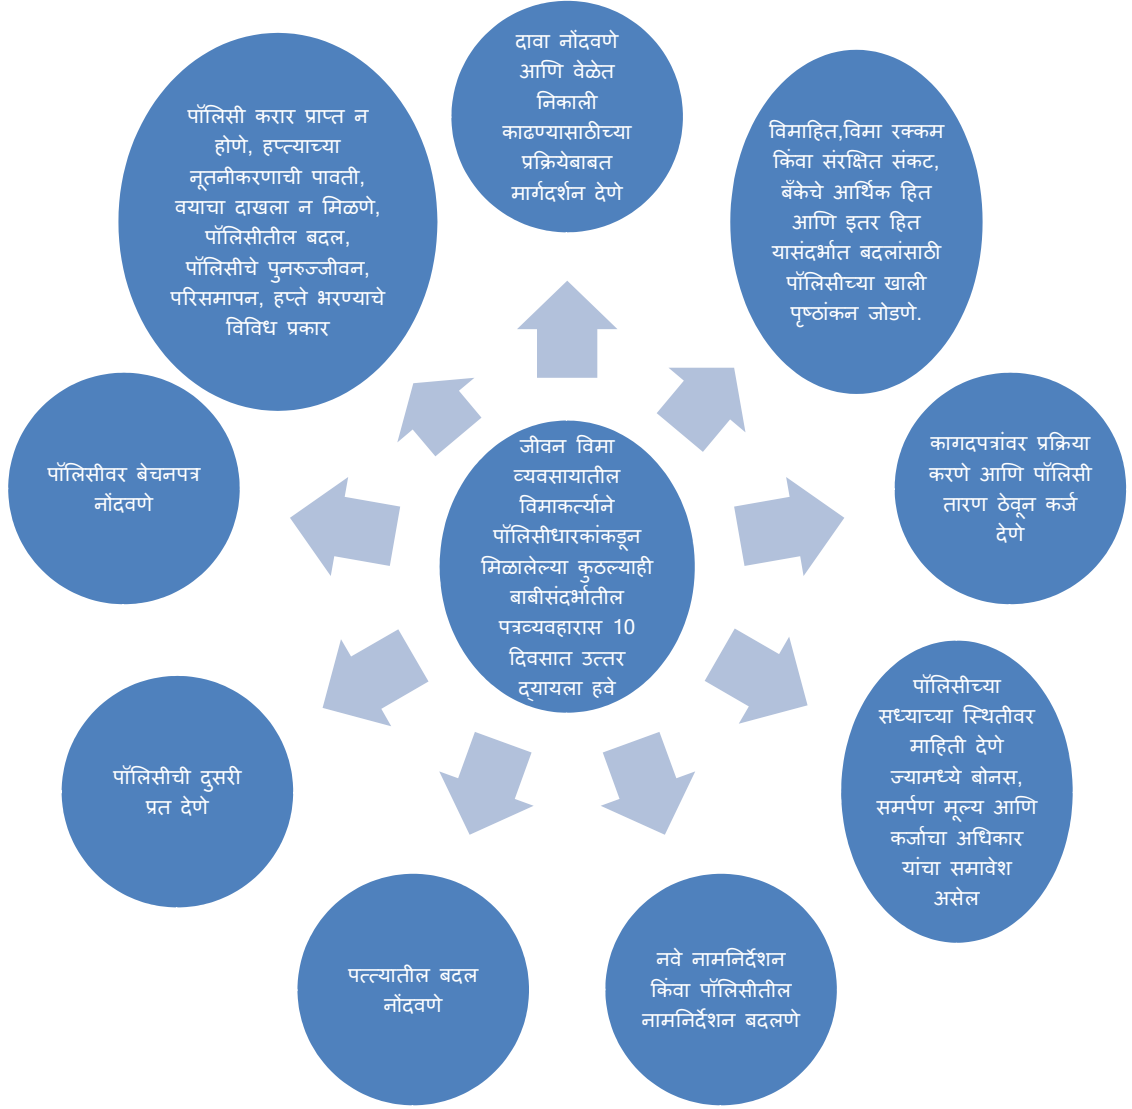 दावा नोंदवणे
आणि वेळेत
निकाली
काढण्यासाठीच्या
प्रक्रियेबाबत
मार्गदर्शन देणे
विमाहित,विमा रक्कम
किंवा संरक्षित संकट,
बँकेचे आर्थिक हित
आणि इतर हित
यासंदर्भात बदलांसाठी
पॉलिसीच्या खाली
पृष्ठांकन जोडणे.
कागदपत्रांवर प्रक्रिया
करणे आणि पॉलिसी
तारण ठेवून कर्ज
देणे
पॉलिसीच्या
सध्याच्या स्थितीवर
माहिती देणे
ज्यामध्ये बोनस,
समर्पण मूल्य आणि
कर्जाचा अधिकार
यांचा समावेश
असेल
नवे नामनिर्देशन
किंवा पॉलिसीतील
नामनिर्देशन बदलणे
पत्त्यातील बदल
नोंदवणे
पॉलिसीची दुसरी
प्रत देणे
पॉलिसीवर बेचनपत्र
नोंदवणे
पॉलिसी करार प्राप्त न
होणे, हप्त्याच्या
नूतनीकरणाची पावती,
वयाचा दाखला न मिळणे,
पॉलिसीतील बदल,
पॉलिसीचे पुनरुज्जीवन,
परिसमापन, हप्ते भरण्याचे
विविध प्रकार
जीवन विमा
व्यवसायातील
विमाकर्त्याने
पॉलिसीधारकांकडून
मिळालेल्या कुठल्याही
बाबीसंदर्भातील
पत्रव्यवहारास 10
दिवसात उत्तर
द्यायला हवे